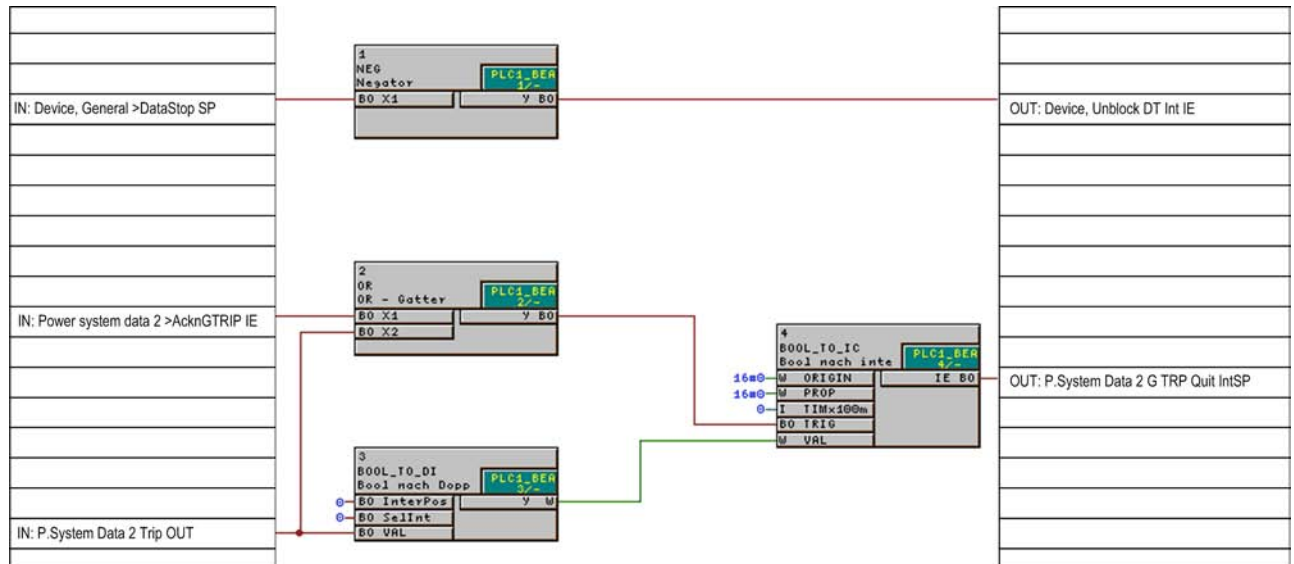 1
NEG
Negator
PLC1_BEA
1/-
BO X1
Y BO
IN: Device, General >DataStop SP
OUT: Device, Unblock DT Int IE
2
OR
OR - Gatter
PLC1_BEA
2/-
BO X1
Y BO
BO X2
IN: Power system data 2 >AcknGTRIP IE
4
BOOL_TO_IC
Bool nach inte
PLC1_BEA
4/-
16#0 W ORIGIN
IE BO
16#0 W PROP
0 I TIMx100m
BO TRIG
W VAL
OUT: P.System Data 2 G TRP Quit IntSP
3
BOOL_TO_DI
Bool nach Dopp
PLC1_BEA
3/-
0 BO InterPos
Y W
0 BO SelInt
BO VAL
IN: P.System Data 2 Trip OUT